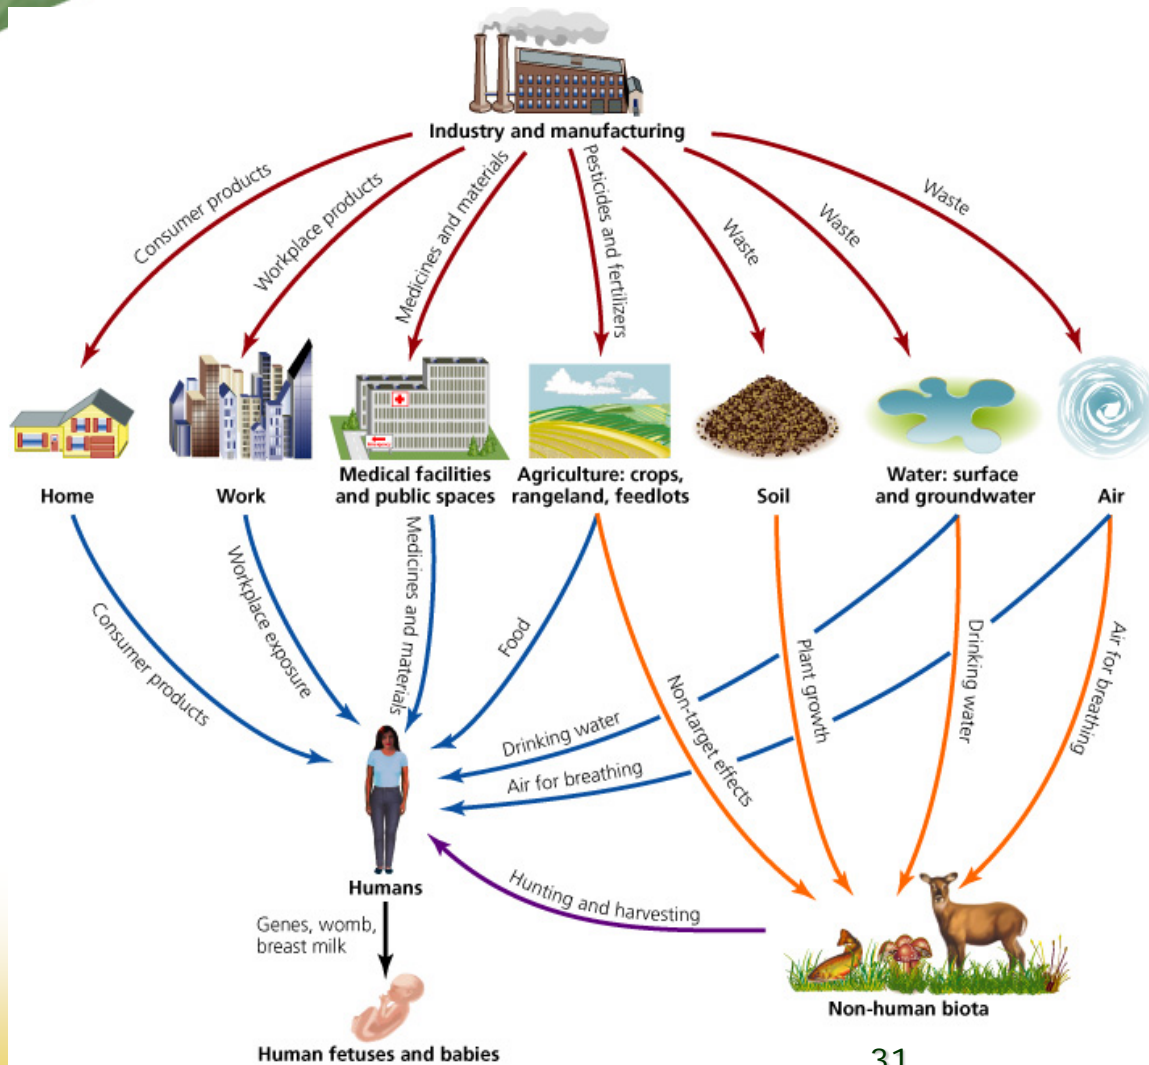 Industry and manufacturing
Consumer products
Workplace products
Medicines and materials
Pesticides and fertilizers
Waste
Waste
Waste
Home
Work
Medical facilities
and public spaces
Agriculture: crops,
rangeland, feedlots
Soil
Water: surface
and groundwater
Air
Consumer products
Workplace exposure
Medicines and materials
Food
Drinking water
Air for breathing
Non-target effects
Plant growth
Drinking water
Air for breathing
Hunting and harvesting
Humans
Genes, womb,
breast milk
Human fetuses and babies
Non-human biota
31